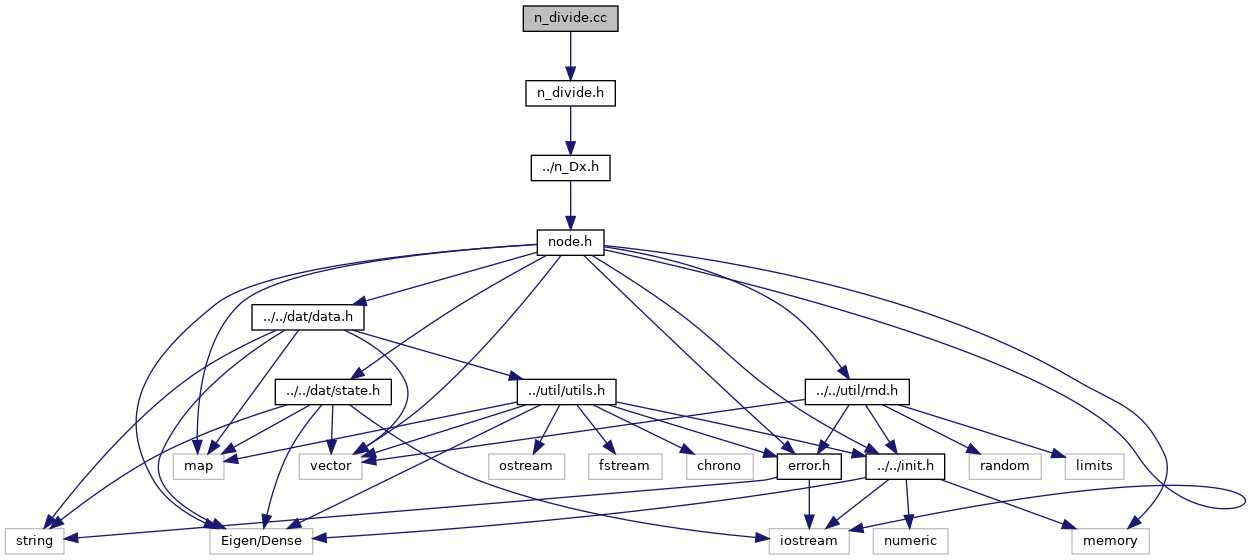 n_divide.cc
n_divide.h
../n_Dx.h
node.h
../../dat/data.h
../../dat/state.h
../util/utils.h
../../util/rnd.h
map
vector
ostream
fstream
chrono
error.h
../../init.h
random
limits
string
Eigen/Dense
iostream
numeric
memory